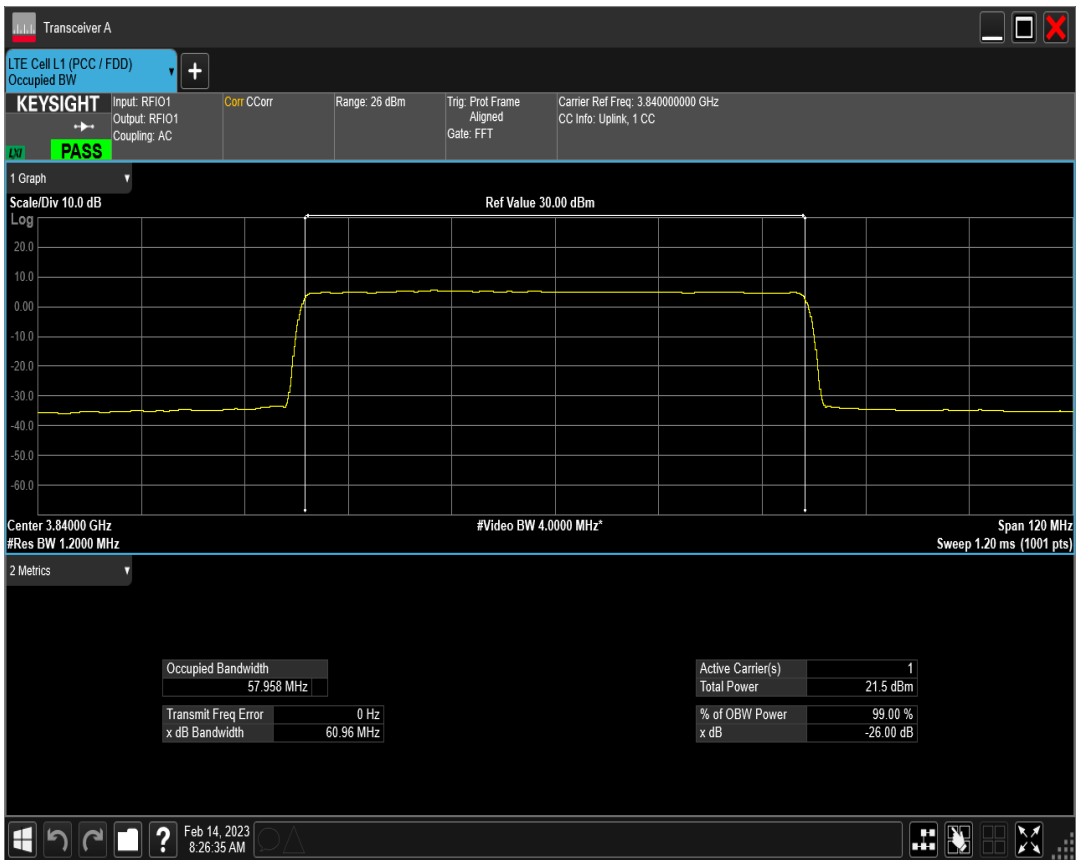 Transceiver A
LTE Cell L1 (PCC / FDD)
Occupied BW
+
KEYSIGHT
LXI
PASS
Input: RFIO1
Output: RFIO1
Coupling: AC
Corr CCorr
Range: 26 dBm
Trig: Prot Frame
Aligned
Gate: FFT
Carrier Ref Freq: 3.840000000 GHz
CC Info: Uplink, 1 CC
1 Graph
Scale/Div 10.0 dB
Ref Value 30.00 dBm
Log
20.0
10.0
0.00
-10.0
-20.0
-30.0
-40.0
-50.0
-60.0
Center 3.84000 GHz
#Video BW 4.0000 MHz*
Span 120 MHz
#Res BW 1.2000 MHz
Sweep 1.20 ms (1001 pts)
2 Metrics
Occupied Bandwidth
57.958 MHz
Transmit Freq Error 0 Hz
x dB Bandwidth 60.96 MHz
Active Carrier(s) 1
Total Power 21.5 dBm
% of OBW Power 99.00 %
x dB -26.00 dB
?
Feb 14, 2023
8:26:35 AM